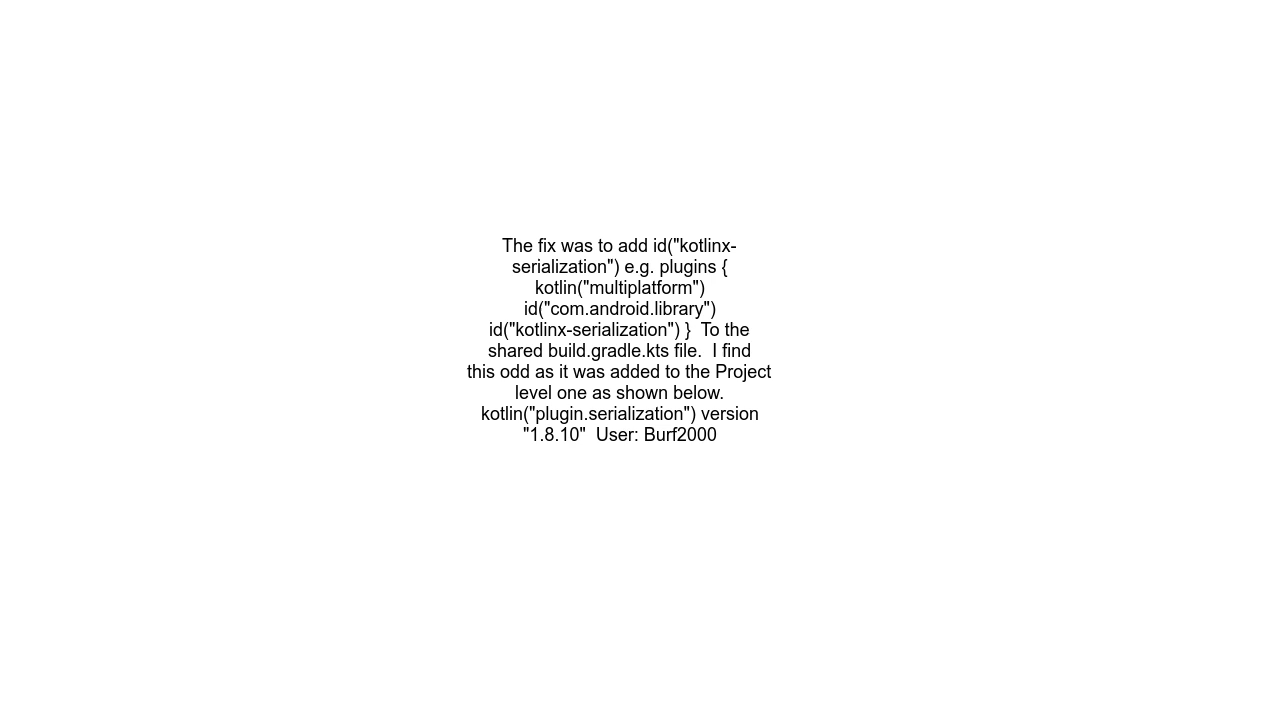 The fix was to add id("kotlinx-
serialization") e.g. plugins {
kotlin("multiplatform")
id("com.android.library")
id("kotlinx-serialization") }  To the
shared build.gradle.kts file.  I find
this odd as it was added to the Project
level one as shown below.
kotlin("plugin.serialization") version
"1.8.10"  User: Burf2000